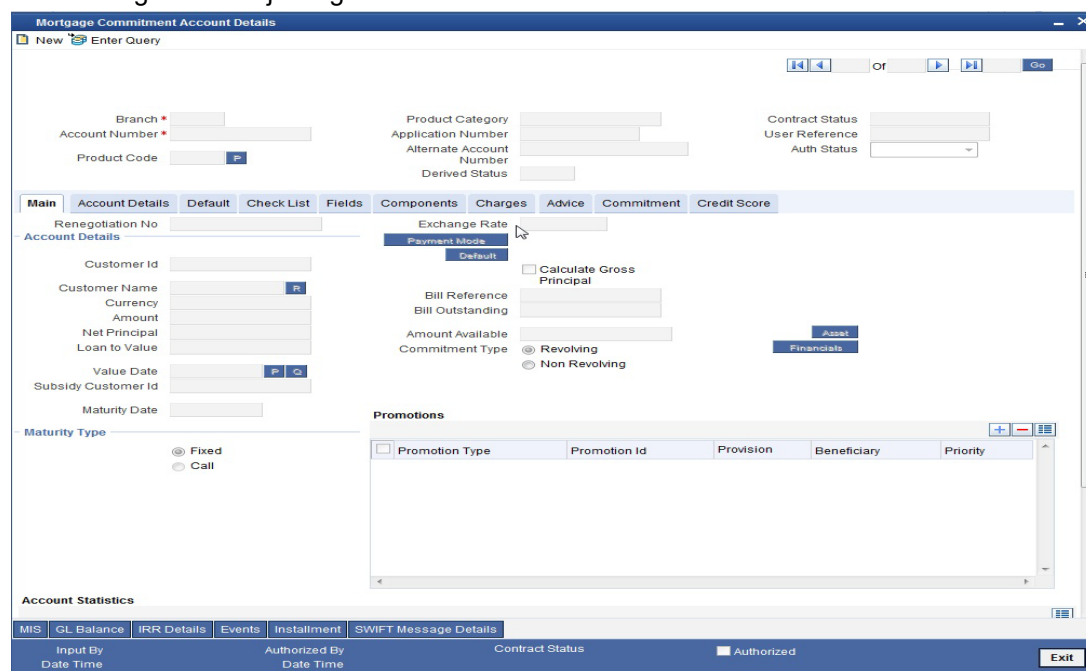 Mortgage Commitment Account Details
New Enter Query
Of Go
Branch *
Account Number *
Product Code P
Product Category
Application Number
Alternate Account
Number
Derived Status
Contract Status
User Reference
Auth Status
Main Account Details Default Check List Fields Components Charges Advice Commitment Credit Score
Renegotiation No
Account Details
Customer Id
Customer Name R
Currency
Amount
Net Principal
Loan to Value
Value Date P Q
Subsidy Customer Id
Maturity Date
Maturity Type
Fixed
Call
Exchange Rate
Payment Mode
Default
Calculate Gross
Principal
Bill Reference
Bill Outstanding
Amount Available
Commitment Type Revolving
Non Revolving
Asset
Financials
Promotions
Promotion Type Promotion Id Provision Beneficiary Priority
Account Statistics
MIS GL Balance IRR Details Events Installment SWIFT Message Details
Input By Authorized By Contract Status Authorized
Date Time Date Time
Exit